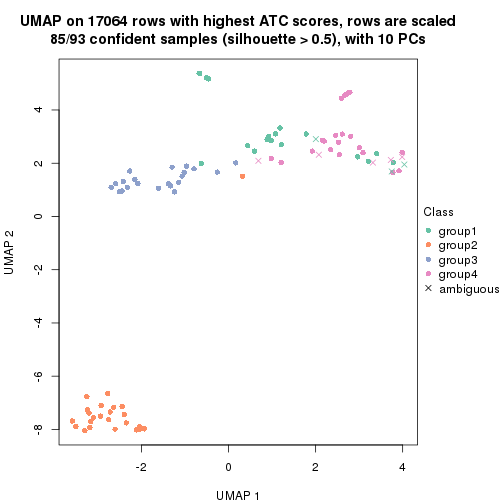 UMAP on 17064 rows with highest ATC scores, rows are scaled
85/93 confident samples (silhouette > 0.5), with 10 PCs
UMAP 2
4
2
0
-2
-4
-6
-8
-2
0
2
4
UMAP 1
Class
group1
group2
group3
group4
ambiguous